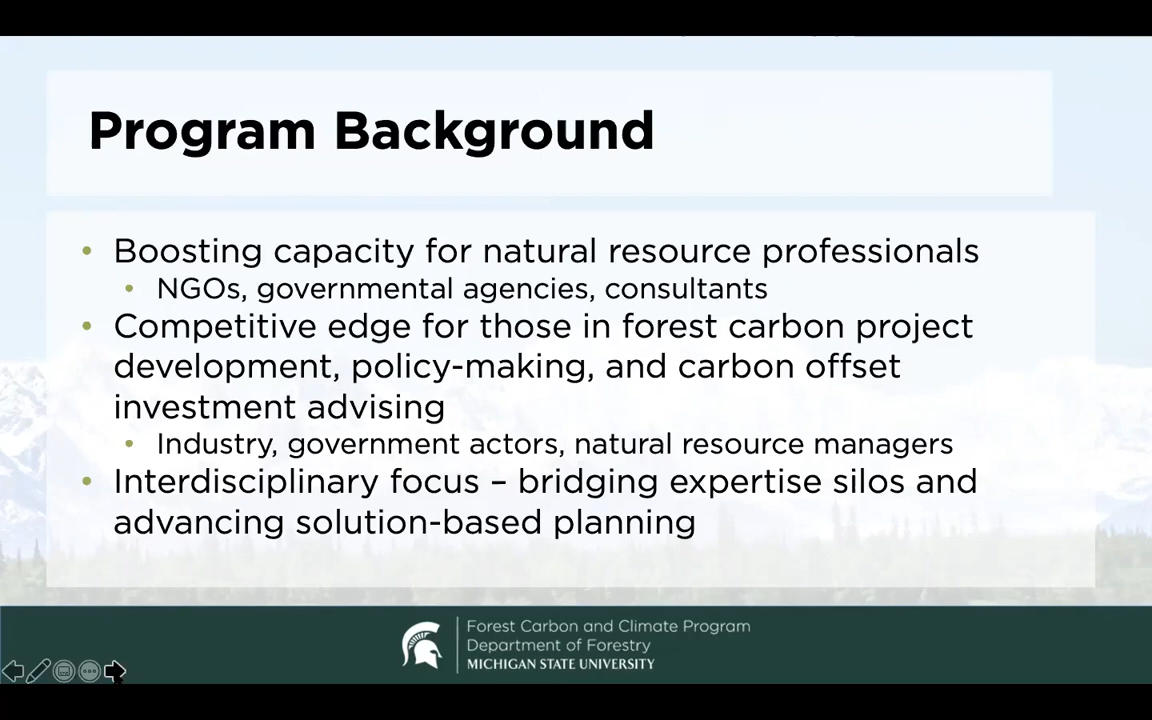 Program Background
• Boosting capacity for natural resource professionals
• NGOs, governmental agencies, consultants
• Competitive edge for those in forest carbon project
development, policy-making, and carbon offset
investment advising
• Industry, government actors, natural resource managers
• Interdisciplinary focus – bridging expertise silos and
advancing solution-based planning
Forest Carbon and Climate Program
Department of Forestry
MICHIGAN STATE UNIVERSITY